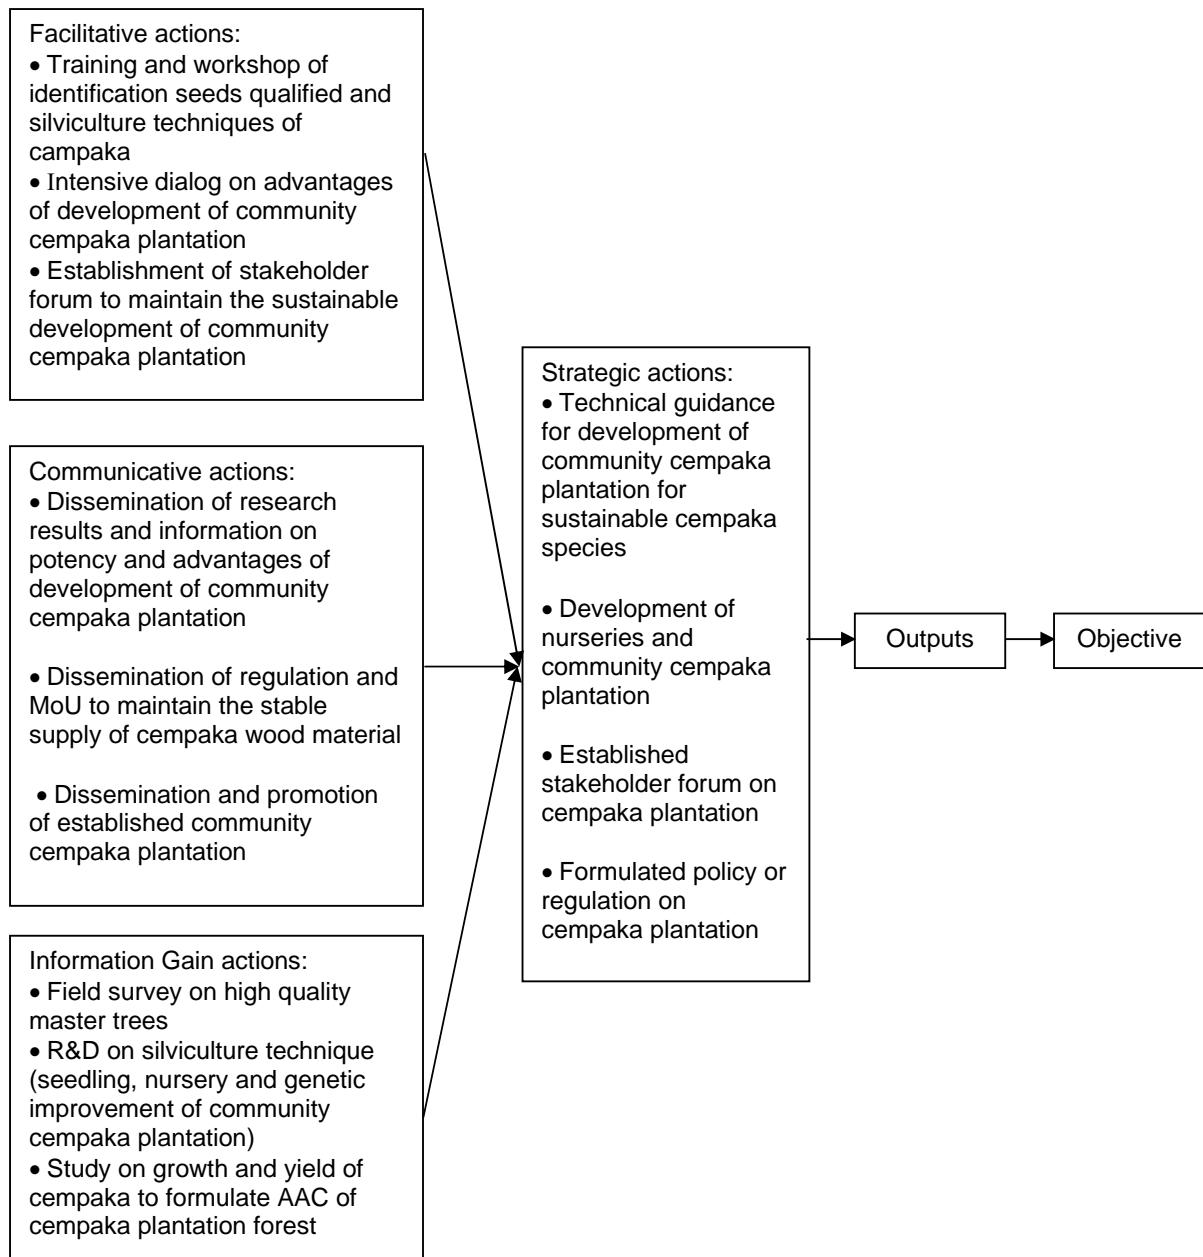 Facilitative actions:
• Training and workshop of
identification seeds qualified and
silviculture techniques of
campaka
• Intensive dialog on advantages
of development of community
cempaka plantation
• Establishment of stakeholder
forum to maintain the sustainable
development of community
cempaka plantation
Communicative actions:
• Dissemination of research
results and information on
potency and advantages of
development of community
cempaka plantation
• Dissemination of regulation and
MoU to maintain the stable
supply of cempaka wood material
• Dissemination and promotion
of established community
cempaka plantation
Information Gain actions:
• Field survey on high quality
master trees
• R&D on silviculture technique
(seedling, nursery and genetic
improvement of community
cempaka plantation)
• Study on growth and yield of
cempaka to formulate AAC of
cempaka plantation forest
Strategic actions:
• Technical guidance
for development of
community cempaka
plantation for
sustainable cempaka
species
• Development of
nurseries and
community cempaka
plantation
• Established
stakeholder forum on
cempaka plantation
• Formulated policy or
regulation on
cempaka plantation
Outputs
Objective